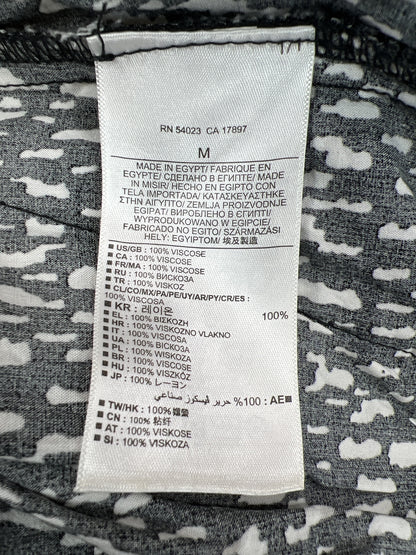 1/1
RN 54023 CA 17897
M
MADE IN EGYPT/ FABRIQUE EN
EGYPTE/ СДЕЛАНО В ЕГИПТЕ/ MADE
IN MISIR/ HECHO EN EGIPTO CON
TELA IMPORTADA/ ΚΑΤΑΣΚΕΥΑΣΤΗΚΕ
ΣΤΗΝ ΑΙΓΥΠΤΟ/ ZEMLJA PROIZVODNJE
EGIPAT/ ВИРОБЛЕНО В ЄГИПТІ/
WYPRODUKOWANO W EGIPCIE/
FABRICADO NO EGITO/ SZARMAZÁSI
HELY: EGYIPTOM/ 埃及製造
US/GB : 100% VISCOSE
CA : 100% VISCOSE
FR/MA : 100% VISCOSE
RU : 100% ВИСКОЗА
TR : 100% VİSKOZ
CL/CO/MX/PA/PE/UY/AR/PY/CR/ES :
100% VISCOSA
KR : 레이온 100%
EL : 100% ΒΙΣΚΟΖΗ
HR : 100% VISKOZNO VLAKNO
IT : 100% VISCOSA
UA : 100% ВІСКОЗА
PL : 100% WISKOZA
BR : 100% VISCOSE
HU : 100% VISZKÓZ
JP : 100% レーヨン
AE : 100% حرير فيسكوز صناعي
TW/HK : 100% 嫘縈
CN : 100% 粘纤
AT : 100% VISKOSE
SI : 100% VISKOZA